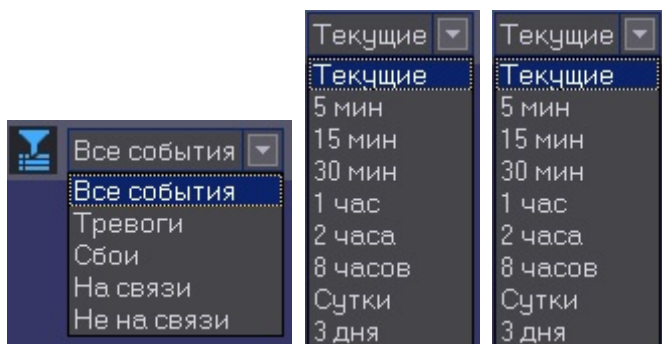 Все события
Все события
Тревоги
Сбои
На связи
Не на связи
Текущие
Текущие
5 мин
15 мин
30 мин
1 час
2 часа
8 часов
Сутки
3 дня
Текущие
Текущие
5 мин
15 мин
30 мин
1 час
2 часа
8 часов
Сутки
3 дня